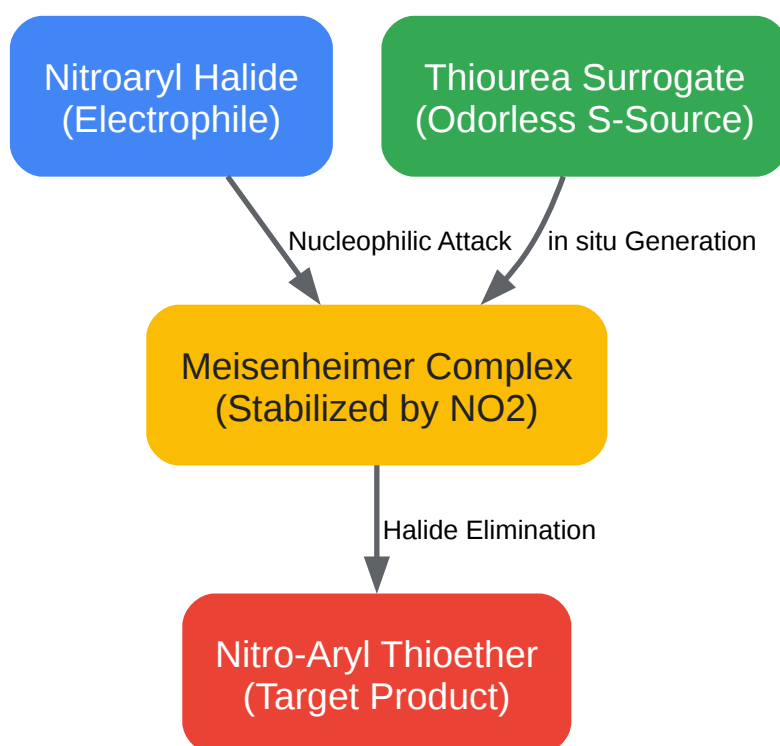 Nitroaryl Halide
(Electrophile)
Thiourea Surrogate
(Odorless S-Source)
Nucleophilic Attack
in situ Generation
Meisenheimer Complex
(Stabilized by NO2)
Halide Elimination
Nitro-Aryl Thioether
(Target Product)